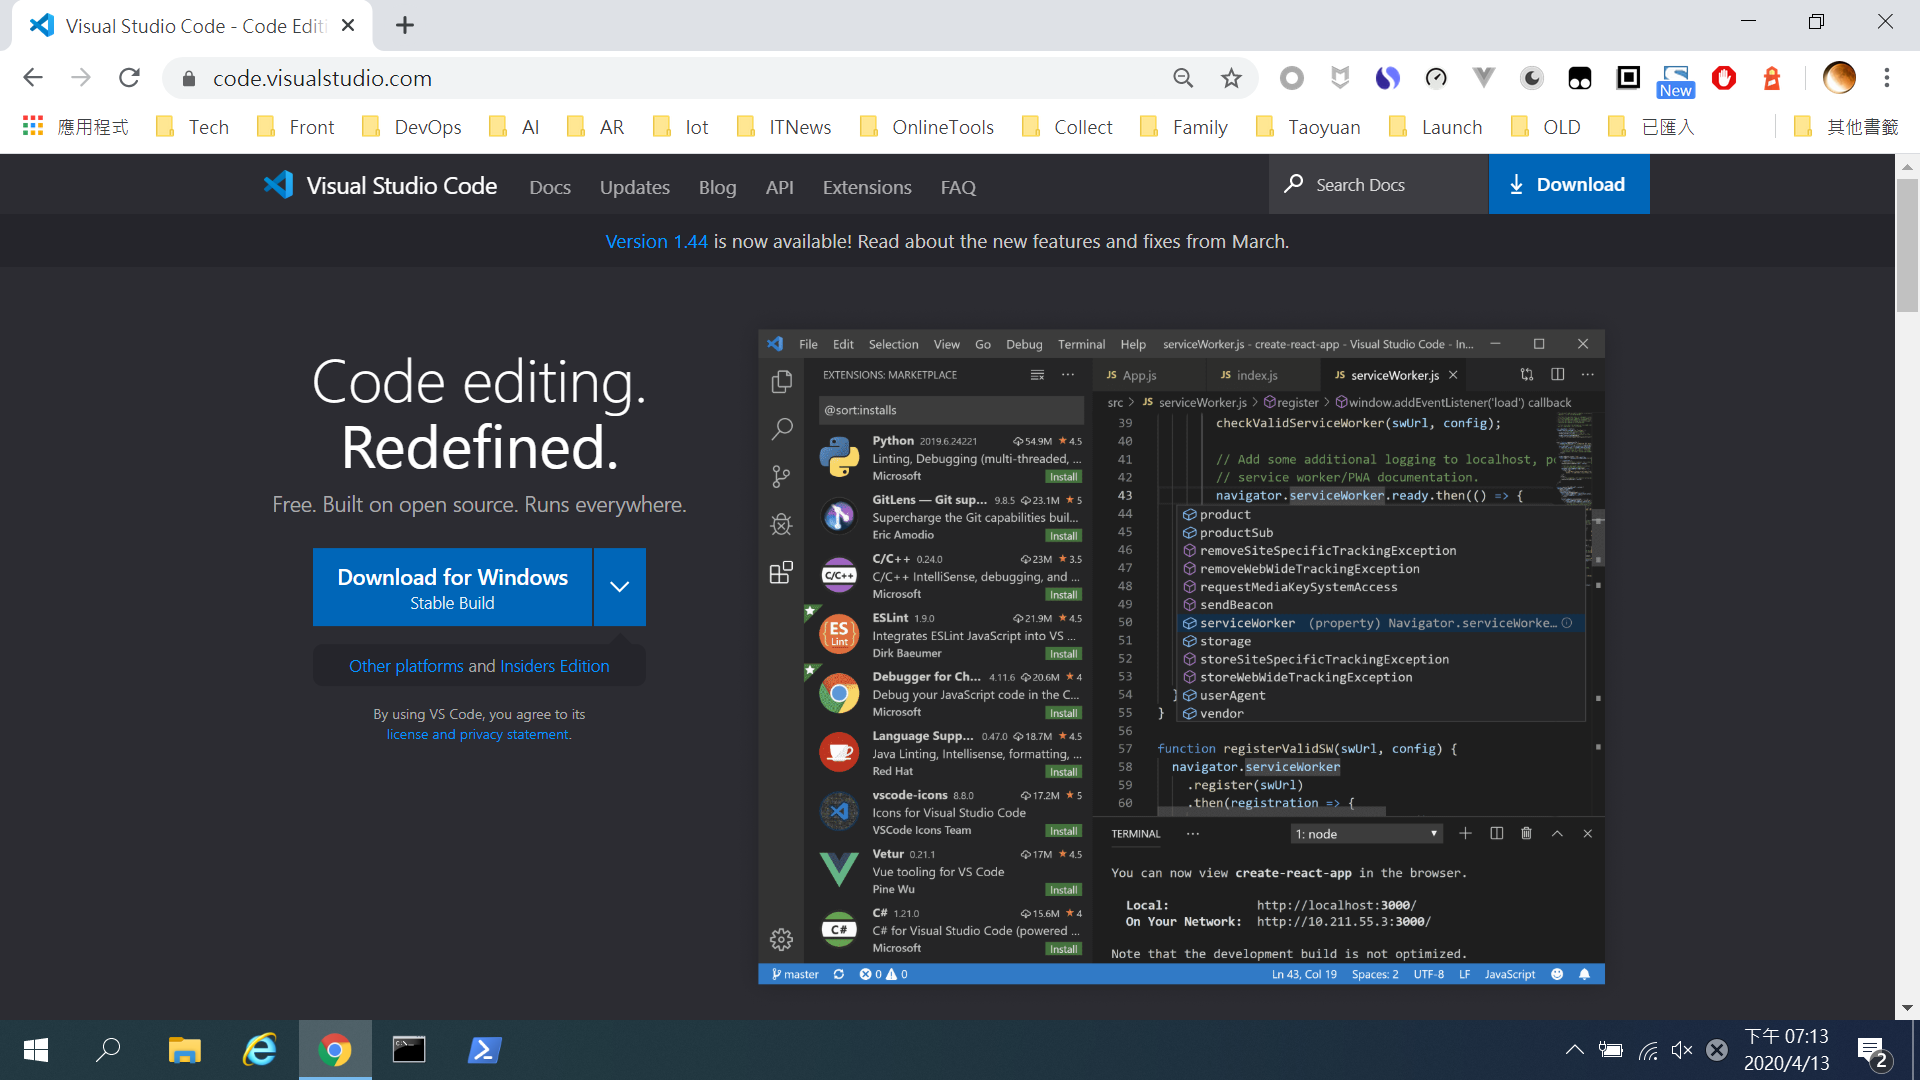 Visual Studio Code - Code Editi
code.visualstudio.com
New
應用程式 Tech Front DevOps AI AR Iot ITNews OnlineTools Collect Family Taoyuan Launch OLD 已匯入 其他書籤
Visual Studio Code Docs Updates Blog API Extensions FAQ Search Docs Download
Version 1.44 is now available! Read about the new features and fixes from March.
Code editing.
Redefined.
Free. Built on open source. Runs everywhere.
Download for Windows
Stable Build
Other platforms and Insiders Edition
By using VS Code, you agree to its
license and privacy statement.
File Edit Selection View Go Debug Terminal Help serviceWorker.js - create-react-app - Visual Studio Code - In...
EXTENSIONS: MARKETPLACE ...
@sort:installs
Python 2019.6.24221 54.9M ★ 4.5
Linting, Debugging (multi-threaded, ...
Microsoft Install
GitLens — Git sup... 9.8.5 23.1M ★ 5
Supercharge the Git capabilities buil...
Eric Amodio Install
C/C++
C/C++ 0.24.0 23M ★ 3.5
C/C++ IntelliSense, debugging, and ...
Microsoft Install
ES Lint
ESLint 1.9.0 21.9M ★ 4.5
Integrates ESLint JavaScript into VS ...
Dirk Baeumer Install
Debugger for Ch... 4.11.6 20.6M ★ 4
Debug your JavaScript code in the C...
Microsoft Install
Language Supp... 0.47.0 18.7M ★ 4.5
Java Linting, Intellisense, formatting, ...
Red Hat Install
vscode-icons 8.8.0 17.2M ★ 5
Icons for Visual Studio Code
VSCode Icons Team Install
Vetur 0.21.1 17M ★ 4.5
Vue tooling for VS Code
Pine Wu Install
C#
C# 1.21.0 15.6M ★ 4
C# for Visual Studio Code (powered ...
Microsoft Install
JS App.js JS index.js JS serviceWorker.js ...
src > JS serviceWorker.js > register > window.addEventListener('load') callback
39 checkValidServiceWorker(swUrl, config);
40
41 // Add some additional logging to localhost, p
42 // service worker/PWA documentation.
43 navigator.serviceWorker.ready.then(() => {
44 product
45 productSub
46 removeSiteSpecificTrackingException
47 removeWebWideTrackingException
48 requestMediaKeySystemAccess
49 sendBeacon
50 serviceWorker (property) Navigator.serviceWorke...
51 storage
52 storeSiteSpecificTrackingException
53 storeWebWideTrackingException
54 } userAgent
55 } vendor
56
57 function registerValidSW(swUrl, config) {
58 navigator.serviceWorker
59 .register(swUrl)
60 .then(registration => {
TERMINAL ... 1: node
You can now view create-react-app in the browser.
Local: http://localhost:3000/
On Your Network: http://10.211.55.3:3000/
Note that the development build is not optimized.
master 0 0 Ln 43, Col 19 Spaces: 2 UTF-8 LF JavaScript
下午 07:13
2020/4/13
2